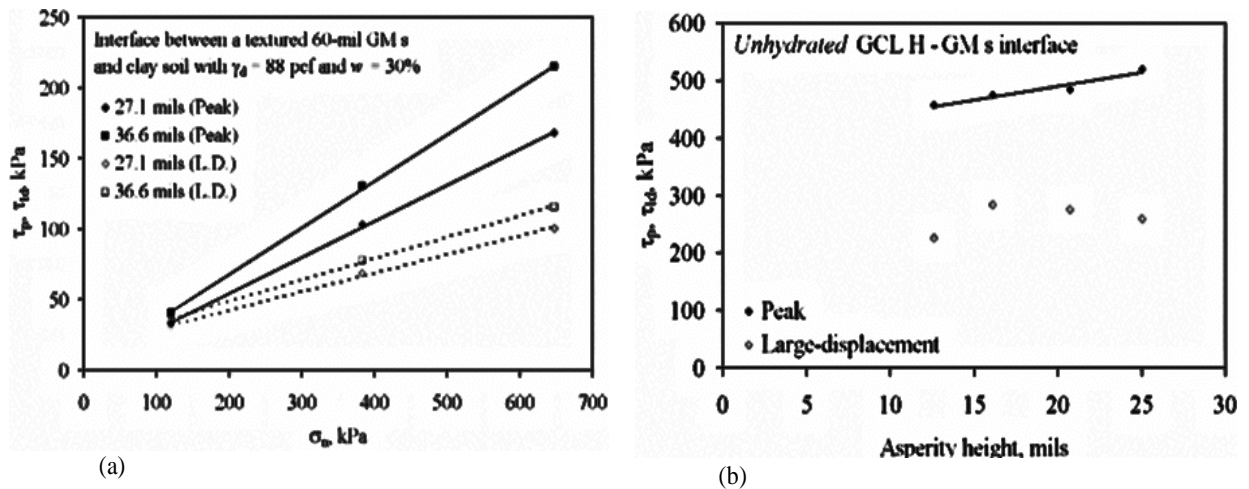 (a)
250
200
150
100
50
0
τp, τld, kPa
Interface between a textured 60-mil GM s
and clay soil with γd = 88 pcf and w = 30%
27.1 mils (Peak)
36.6 mils (Peak)
27.1 mils (L.D.)
36.6 mils (L.D.)
0 100 200 300 400 500 600 700
σn, kPa
(a)
(b)
600
500
400
300
200
100
0
τp, τld, kPa
Unhydrated GCL H - GM s interface
Peak
Large-displacement
0 5 10 15 20 25 30
Asperity height, mils
(b)